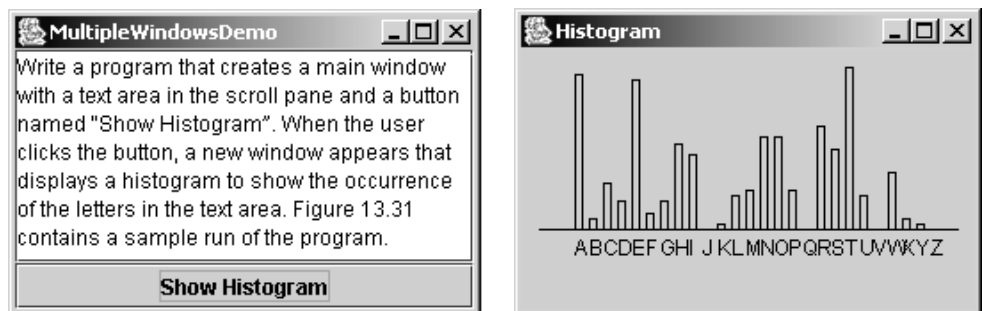 MultipleWindowsDemo
Write a program that creates a main window
with a text area in the scroll pane and a button
named "Show Histogram". When the user
clicks the button, a new window appears that
displays a histogram to show the occurrence
of the letters in the text area. Figure 13.31
contains a sample run of the program.
Show Histogram
Histogram
ABCDEFGHI JKLMNOPQRSTUVWXYZ